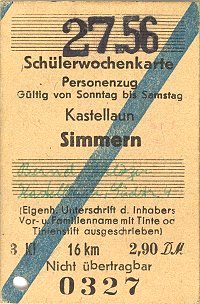 27.56
Schülerwochenkarte
Personenzug
Gültig von Sonntag bis Samstag
Kastellaun
Simmern
(Eigenh. Unterschrift d. Inhabers
Vor- u. Familienname mit Tinte od.
Tintenstift ausgeschrieben)
3 Kl 16 km 2,90 DM
Nicht übertragbar
0327